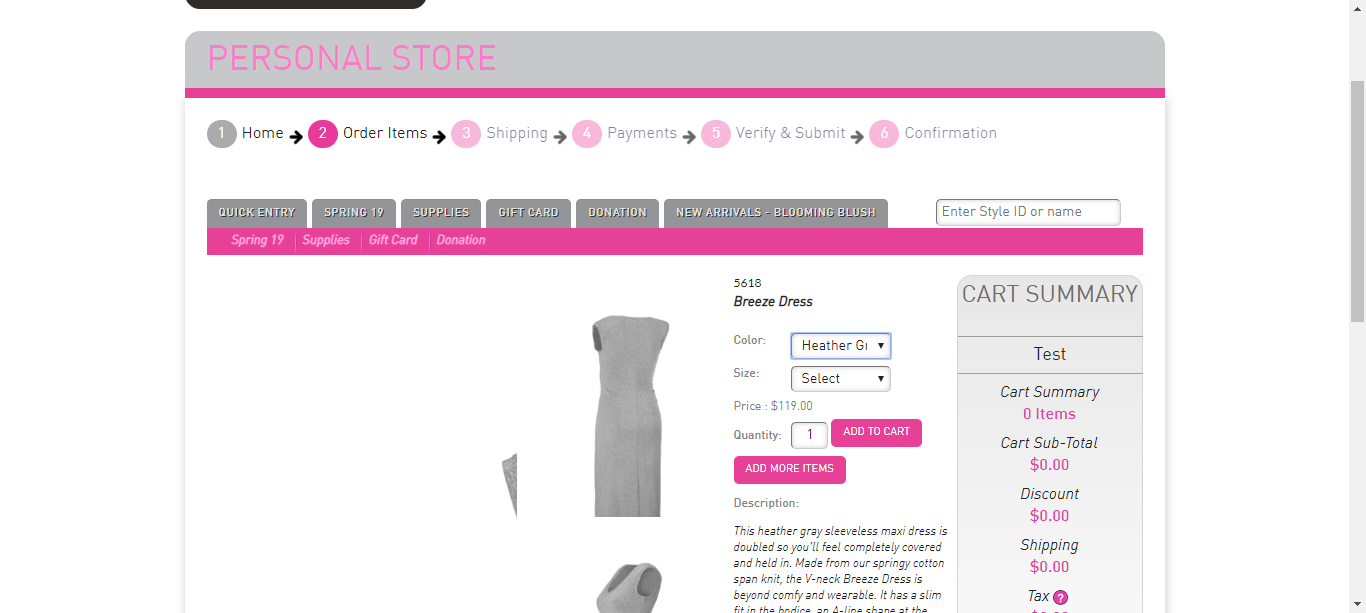 PERSONAL STORE
1 Home 2 Order Items 3 Shipping 4 Payments 5 Verify & Submit 6 Confirmation
QUICK ENTRY SPRING 19 SUPPLIES GIFT CARD DONATION NEW ARRIVALS - BLOOMING BLUSH Enter Style ID or name
Spring 19 Supplies Gift Card Donation
5618
Breeze Dress
Color: Heather Gr
Size: Select
Price : $119.00
Quantity: 1 ADD TO CART
ADD MORE ITEMS
Description:
This heather gray sleeveless maxi dress is
doubled so you'll feel completely covered
and held in. Made from our springy cotton
span knit, the V-neck Breeze Dress is
beyond comfy and wearable. It has a slim
fit in the bodice, an A-line shape at the
CART SUMMARY
Test
Cart Summary
0 Items
Cart Sub-Total
$0.00
Discount
$0.00
Shipping
$0.00
Tax ?